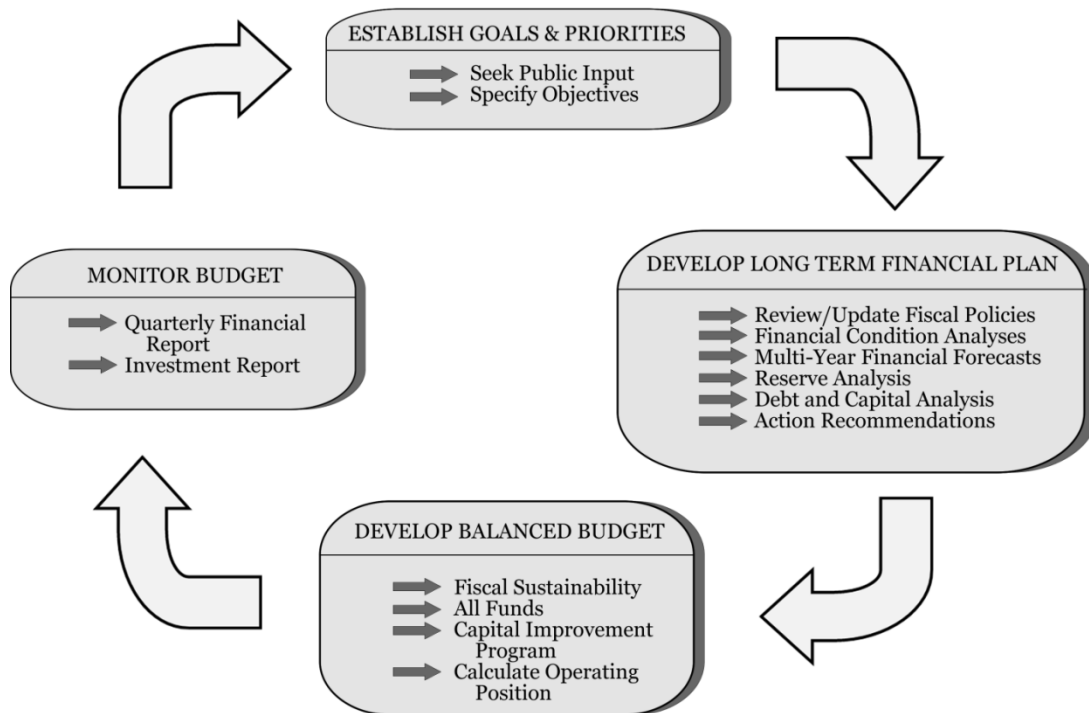 ESTABLISH GOALS & PRIORITIES
Seek Public Input
Specify Objectives
DEVELOP LONG TERM FINANCIAL PLAN
Review/Update Fiscal Policies
Financial Condition Analyses
Multi-Year Financial Forecasts
Reserve Analysis
Debt and Capital Analysis
Action Recommendations
DEVELOP BALANCED BUDGET
Fiscal Sustainability
All Funds
Capital Improvement
Program
Calculate Operating
Position
MONITOR BUDGET
Quarterly Financial
Report
Investment Report